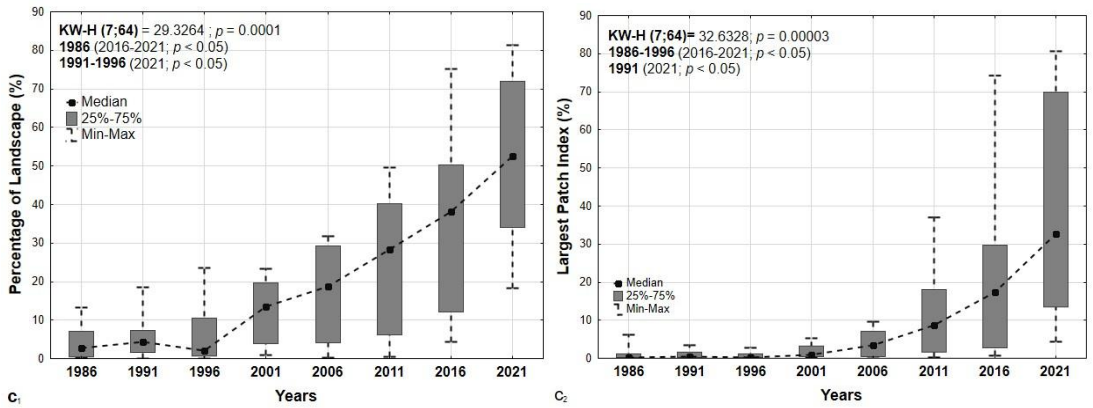 KW-H (7;64) = 29.3264 ; p = 0.0001
1986 (2016-2021; p < 0.05)
1991-1996 (2021; p < 0.05)
Median
25%-75%
Min-Max
Percentage of Landscape (%)
90
80
70
60
50
40
30
20
10
0
1986 1991 1996 2001 2006 2011 2016 2021
Years
C1
KW-H (7;64)= 32.6328; p = 0.00003
1986-1996 (2016-2021; p < 0.05)
1991 (2021; p < 0.05)
Median
25%-75%
Min-Max
Largest Patch Index (%)
90
80
70
60
50
40
30
20
10
0
1986 1991 1996 2001 2006 2011 2016 2021
Years
C2